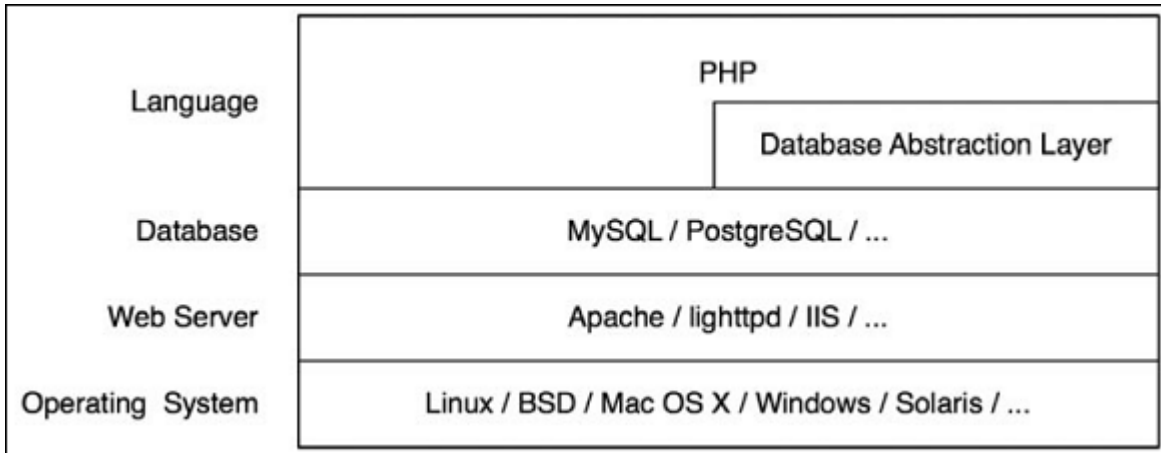 PHP
Language
Database Abstraction Layer
Database
MySQL / PostgreSQL / ...
Web Server
Apache / lighttpd / IIS / ...
Operating System
Linux / BSD / Mac OS X / Windows / Solaris / ...